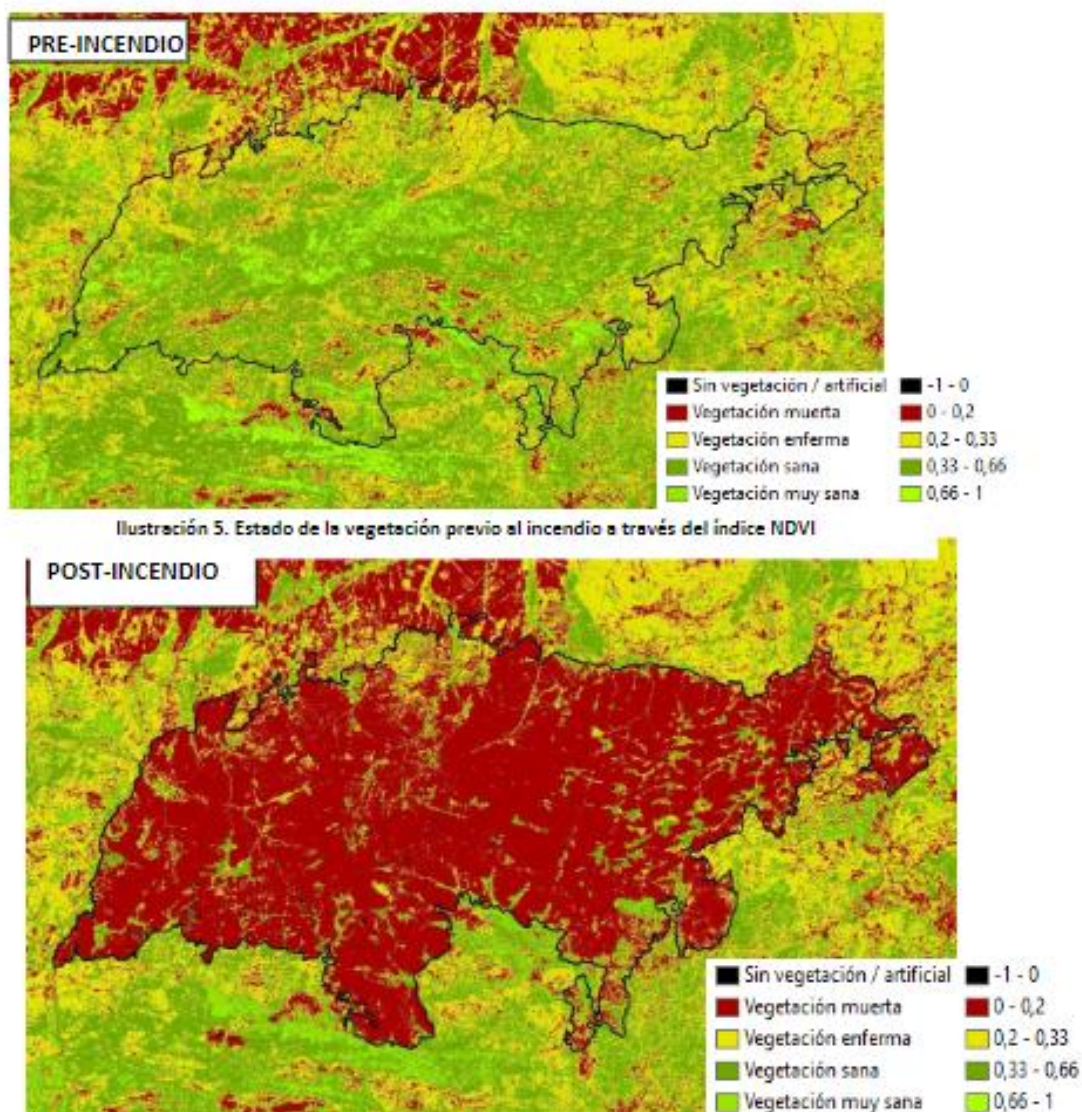 PRE-INCENDIO
Sin vegetación / artificial -1 - 0
Vegetación muerta 0 - 0,2
Vegetación enferma 0,2 - 0,33
Vegetación sana 0,33 - 0,66
Vegetación muy sana 0,66 - 1
Ilustración 5. Estado de la vegetación previo al incendio a través del índice NDVI
POST-INCENDIO
Sin vegetación / artificial -1 - 0
Vegetación muerta 0 - 0,2
Vegetación enferma 0,2 - 0,33
Vegetación sana 0,33 - 0,66
Vegetación muy sana 0,66 - 1